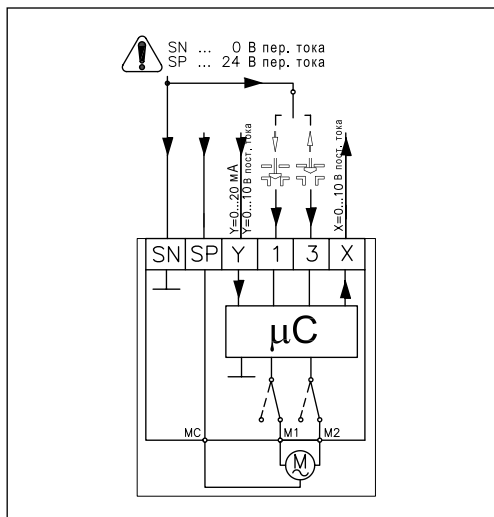 SN ... 0 В пер. тока
SP ... 24 В пер. тока
Y=0...20 мА
Y=0...10 В пост. тока
X=0...10 В пост. тока
SN SP Y 1 3 X
µC
MC M1 M2
M